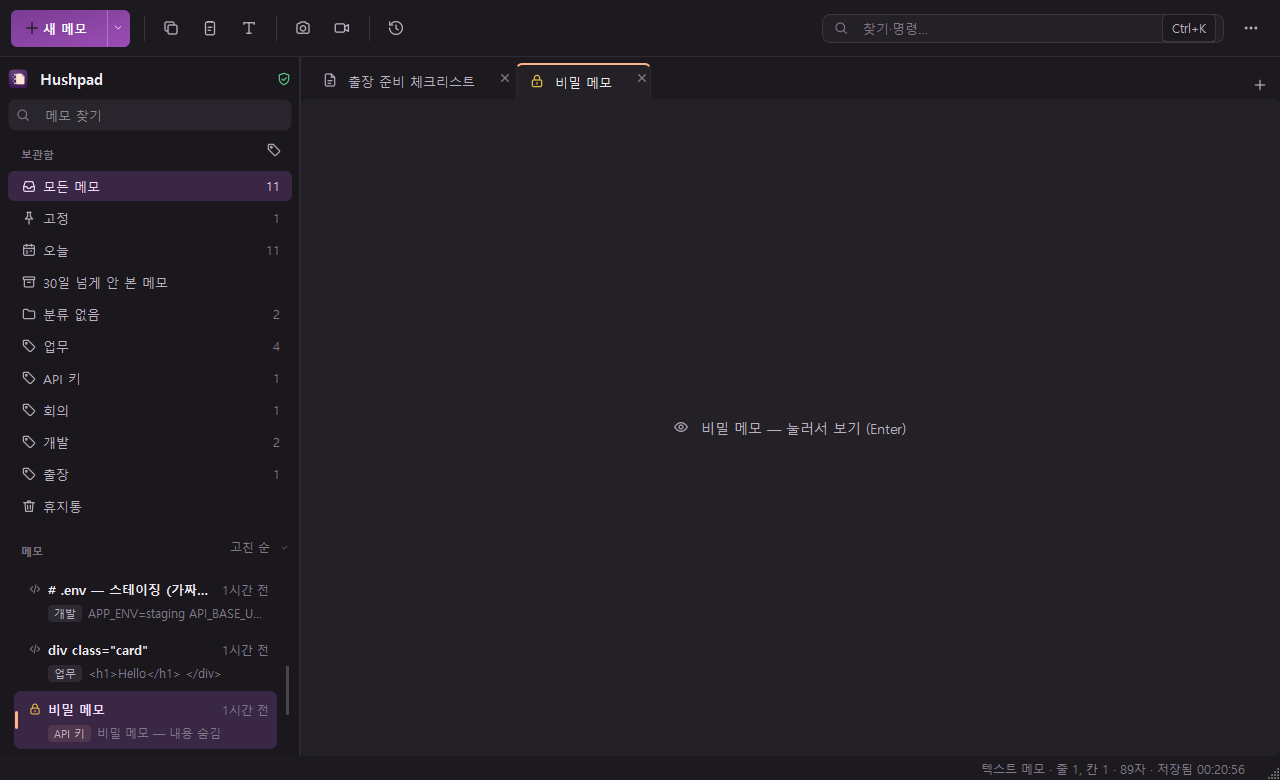 새 메모
찾기·명령...
Ctrl+K
Hushpad
출장 준비 체크리스트
비밀 메모
메모 찾기
보관함
모든 메모 11
고정 1
오늘 11
30일 넘게 안 본 메모
분류 없음 2
업무 4
API 키 1
회의 1
개발 2
출장 1
휴지통
메모 고친 순
# .env — 스테이징 (가짜... 1시간 전
개발 APP_ENV=staging API_BASE_U...
div class="card" 1시간 전
업무 <h1>Hello</h1> </div>
비밀 메모 1시간 전
API 키 비밀 메모 — 내용 숨김
비밀 메모 — 눌러서 보기 (Enter)
텍스트 메모 · 줄 1, 칸 1 · 89자 · 저장됨 00:20:56